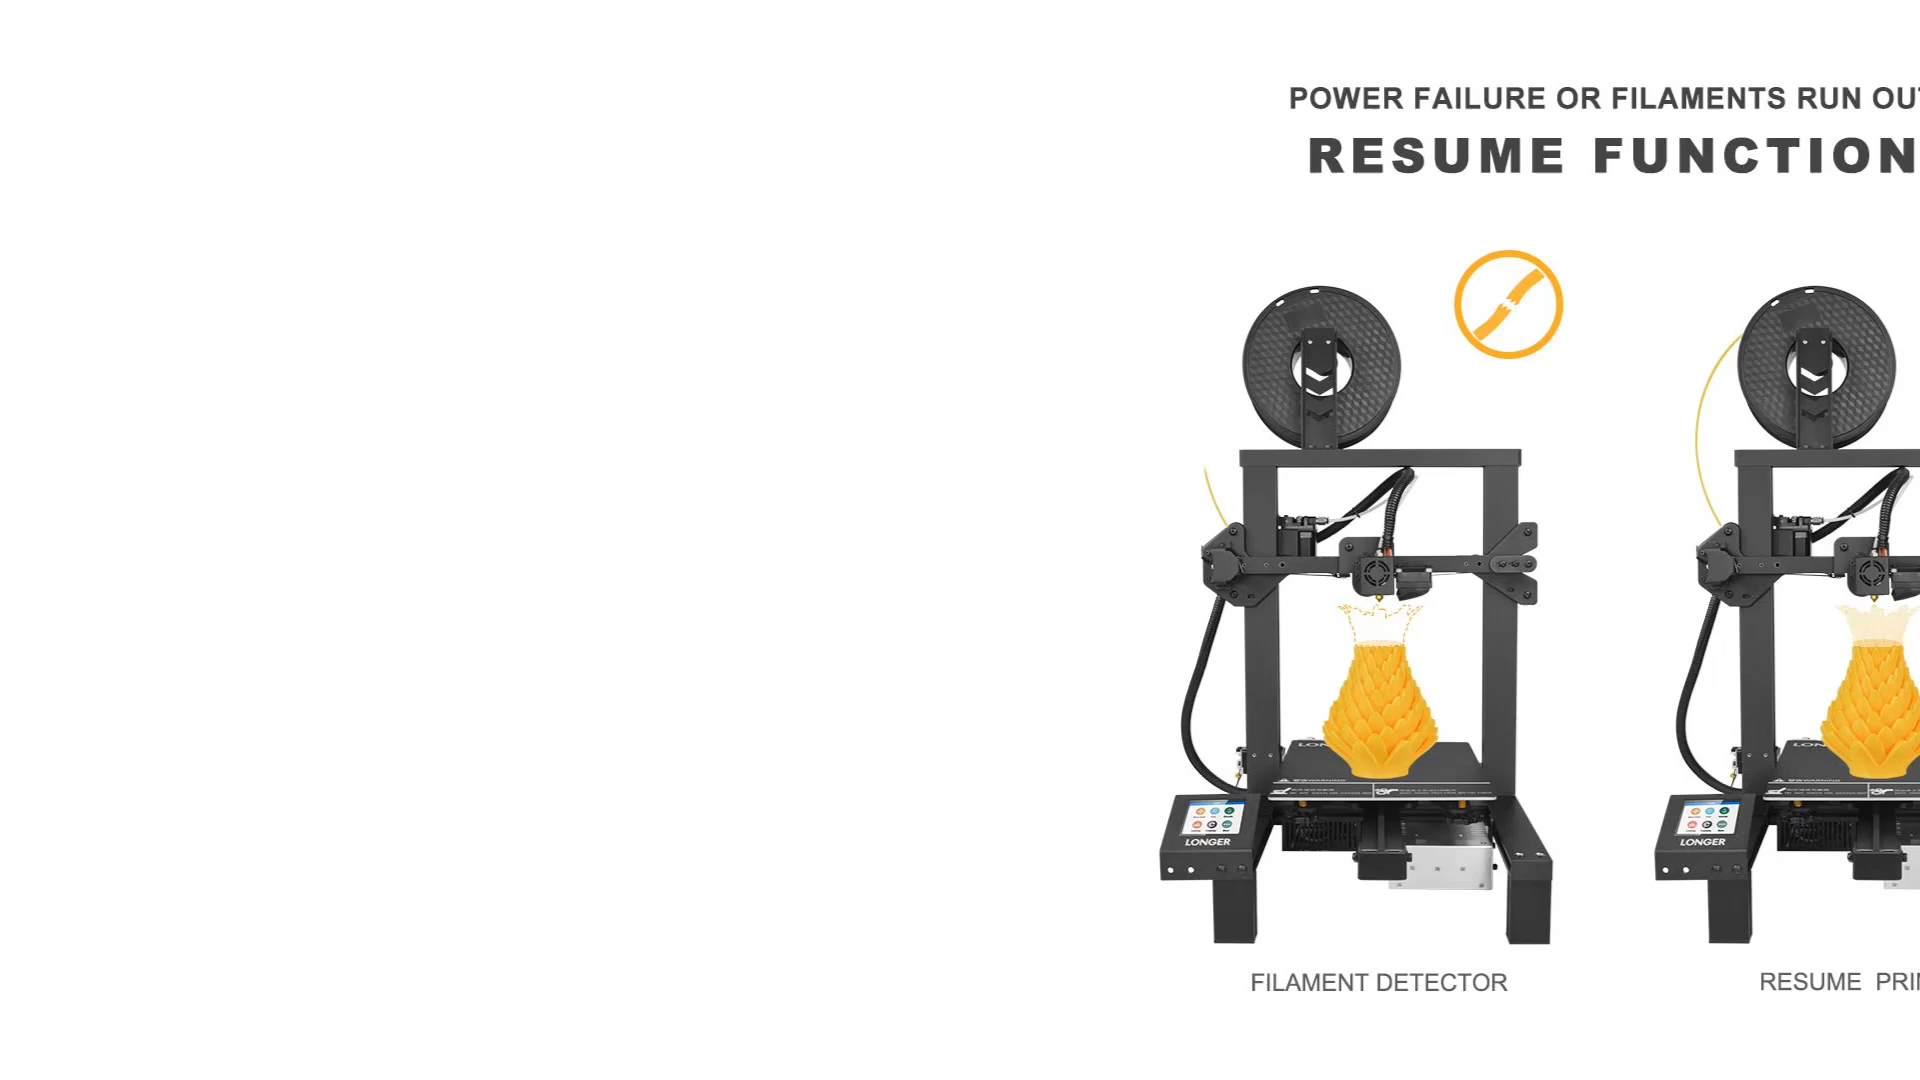 POWER FAILURE OR FILAMENTS RUN OU
RESUME FUNCTION
LONGER
LONGER
FILAMENT DETECTOR
RESUME PRI